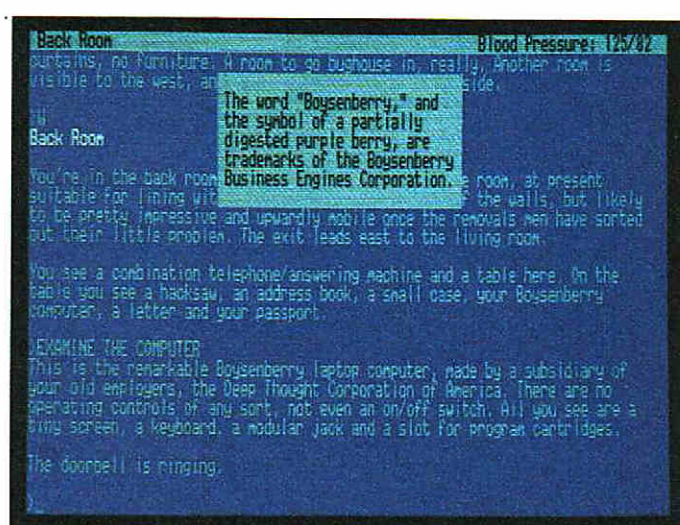 Back Room Blood Pressure: 125/82
curtains, no furniture. A room to go bughouse in, really, Another room is
visible to the west, an side.
>W
Back Room
The word "Boysenberry," and
the symbol of a partially
digested purple berry, are
trademarks of the Boysenberry
Business Engines Corporation.
You're in the back room e room, at present
suitable for lining wit the walls, but likely
to be pretty impressive and upwardly mobile once the removals men have sorted
out their little problem. The exit leads east to the living room.
You see a combination telephone/answering machine and a table here. On the
table you see a hacksaw, an address book, a small case, your Boysenberry
computer, a letter and your passport.
>EXAMINE THE COMPUTER
This is the remarkable Boysenberry laptop computer, made by a subsidiary of
your old employers, the Deep Thought Corporation of America. There are no
operating controls of any sort, not even an on/off switch. All you see are a
tiny screen, a keyboard, a modular jack and a slot for program cartridges.
The doorbell is ringing.
>